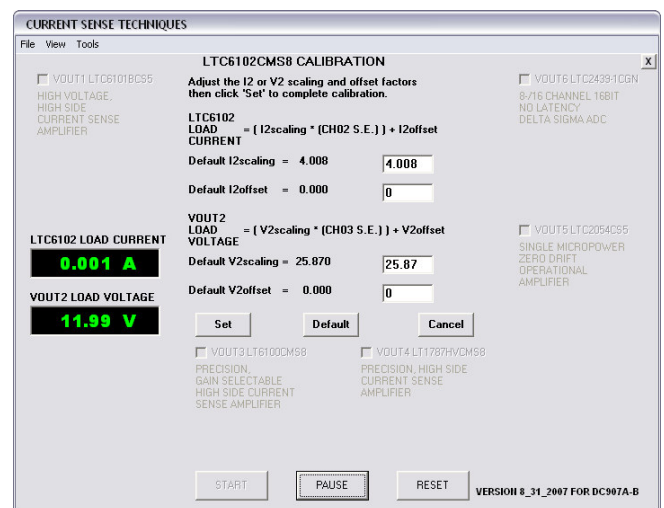 CURRENT SENSE TECHNIQUES
File View Tools
LTC6102CMS8 CALIBRATION
X
Adjust the I2 or V2 scaling and offset factors
then click 'Set' to complete calibration.
VOUT1 LTC6101BCS5
HIGH VOLTAGE,
HIGH SIDE
CURRENT SENSE
AMPLIFIER
VOUT6 LTC2439-1CGN
8-/16 CHANNEL 16BIT
NO LATENCY
DELTA SIGMA ADC
LTC6102
LOAD = ( I2scaling * (CH02 S.E.) ) + I2offset
CURRENT
Default I2scaling = 4.008
4.008
Default I2offset = 0.000
0
VOUT2
LOAD = ( V2scaling * (CH03 S.E.) ) + V2offset
VOLTAGE
Default V2scaling = 25.870
25.87
Default V2offset = 0.000
0
LTC6102 LOAD CURRENT
0.001 A
VOUT2 LOAD VOLTAGE
11.99 V
VOUT5 LTC2054CS5
SINGLE MICROPOWER
ZERO DRIFT
OPERATIONAL
AMPLIFIER
Set
Default
Cancel
VOUT3 LT6100CMS8
PRECISION,
GAIN SELECTABLE
HIGH SIDE CURRENT
SENSE AMPLIFIER
VOUT4 LT1787HVCMS8
PRECISION, HIGH SIDE
CURRENT SENSE
AMPLIFIER
START
PAUSE
RESET
VERSION 8_31_2007 FOR DC907A-B